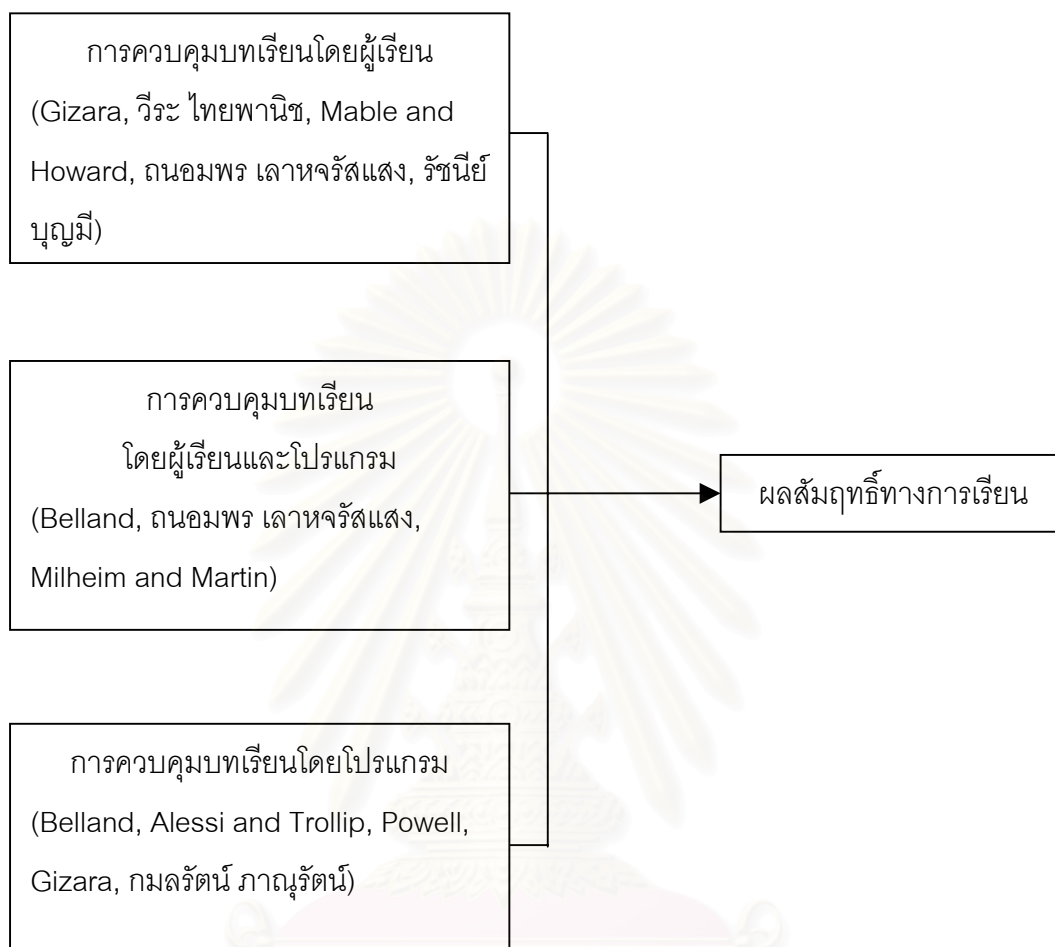 การควบคุมบทเรียนโดยผู้เรียน
(Gizara, วีระ ไทยพานิช, Mable and
Howard, ถนอมพร เลาหจรัสแสง, รัชนีย์
บุญมี)
การควบคุมบทเรียน
โดยผู้เรียนและโปรแกรม
(Belland, ถนอมพร เลาหจรัสแสง,
Milheim and Martin)
ผลสัมฤทธิ์ทางการเรียน
การควบคุมบทเรียนโดยโปรแกรม
(Belland, Alessi and Trollip, Powell,
Gizara, กมลรัตน์ ภาณุรัตน์)